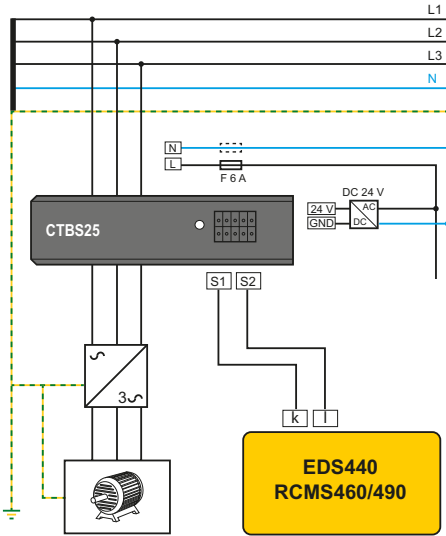 L1
L2
L3
N
N
L
F 6 A
DC 24 V
24 V
GND
AC
DC
CTBS25
S1 S2
3
k l
EDS440
RCMS460/490